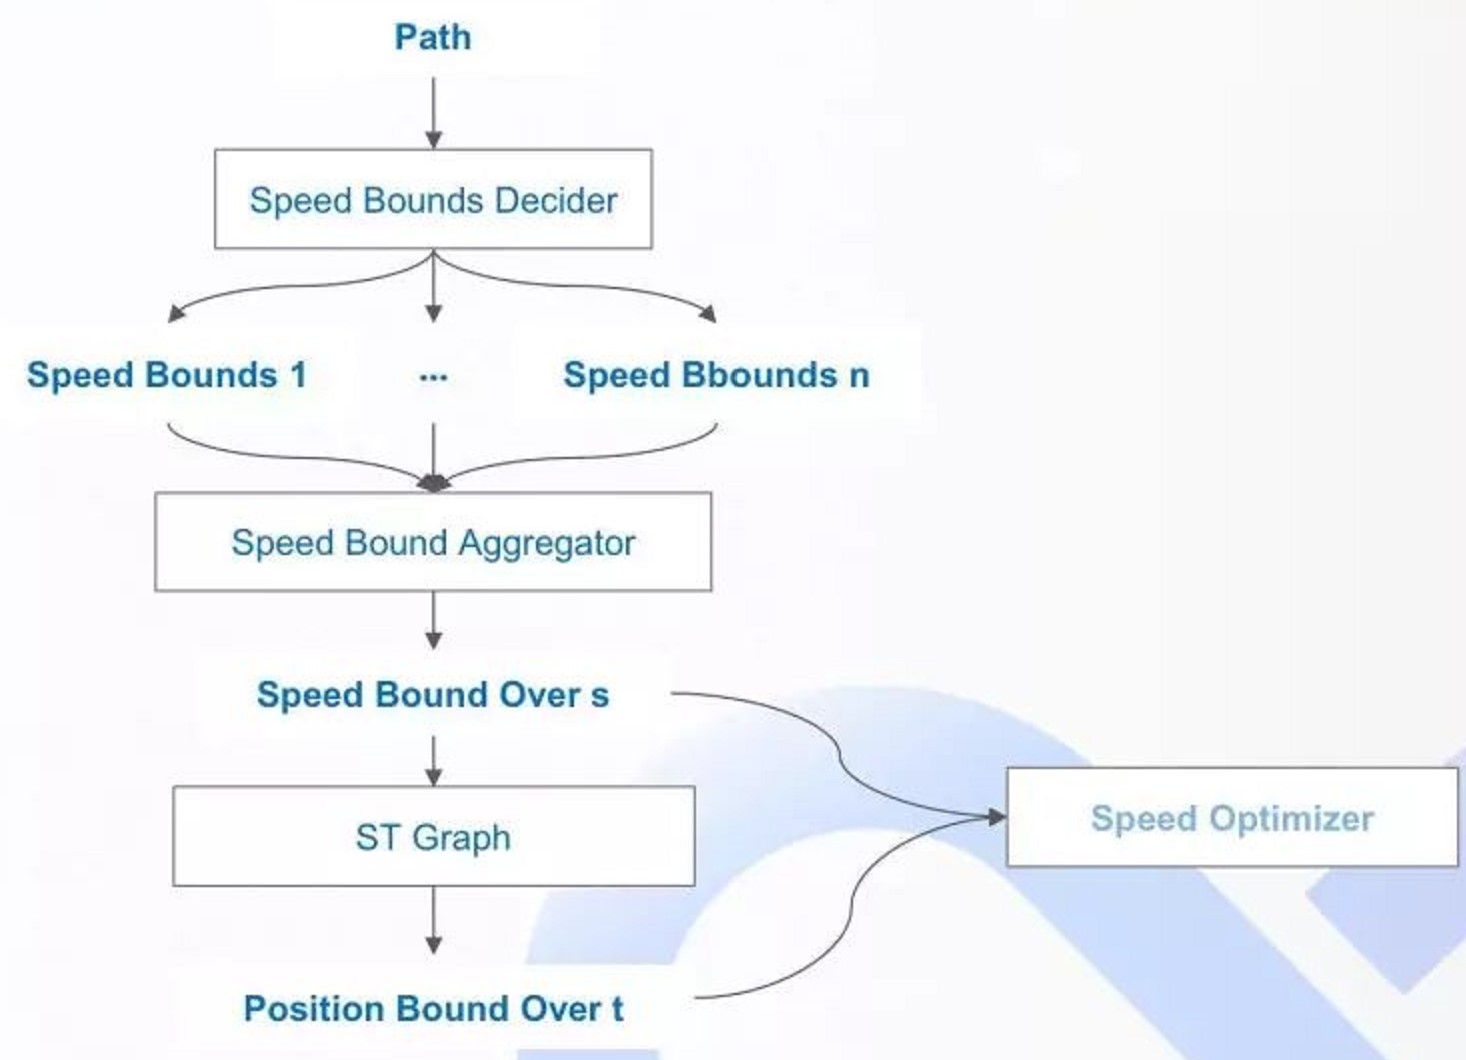 Path
Speed Bounds Decider
Speed Bounds 1
...
Speed Bbounds n
Speed Bound Aggregator
Speed Bound Over s
ST Graph
Speed Optimizer
Position Bound Over t